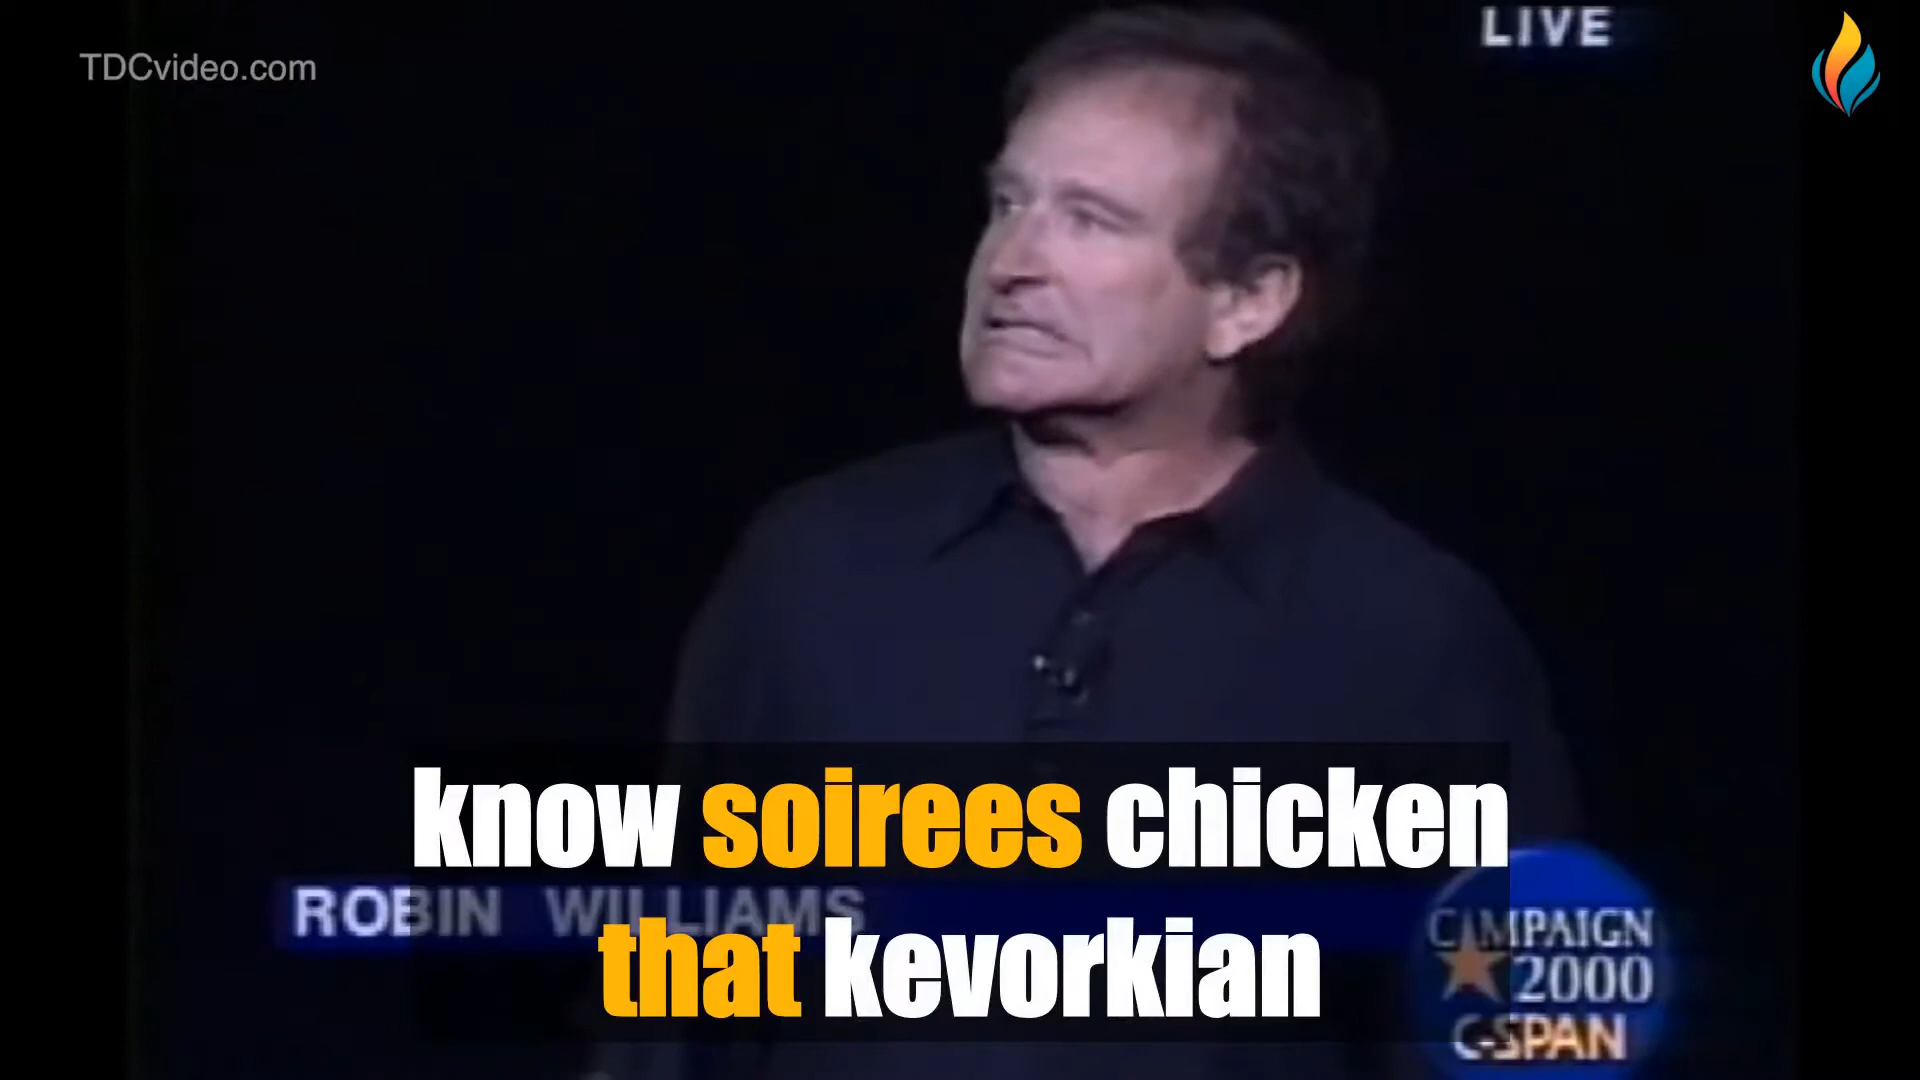 LIVE
TDCvideo.com
know soirees chicken
ROBIN WILLIAMS
that kevorkian
CAMPAIGN
2000
C-SPAN